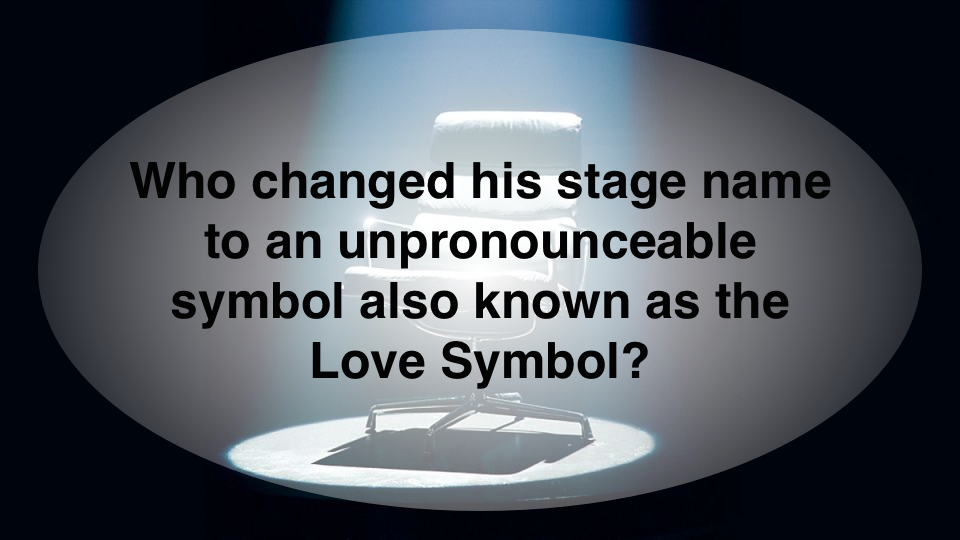 Who changed his stage name
to an unpronounceable
symbol also known as the
Love Symbol?